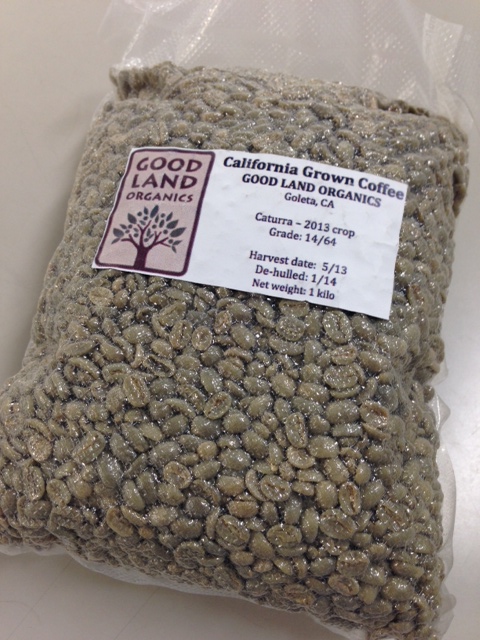 GOOD
LAND
ORGANICS
California Grown Coffee
GOOD LAND ORGANICS
Goleta, CA
Caturra – 2013 crop
Grade: 14/64
Harvest date: 5/13
De-hulled: 1/14
Net weight: 1 kilo